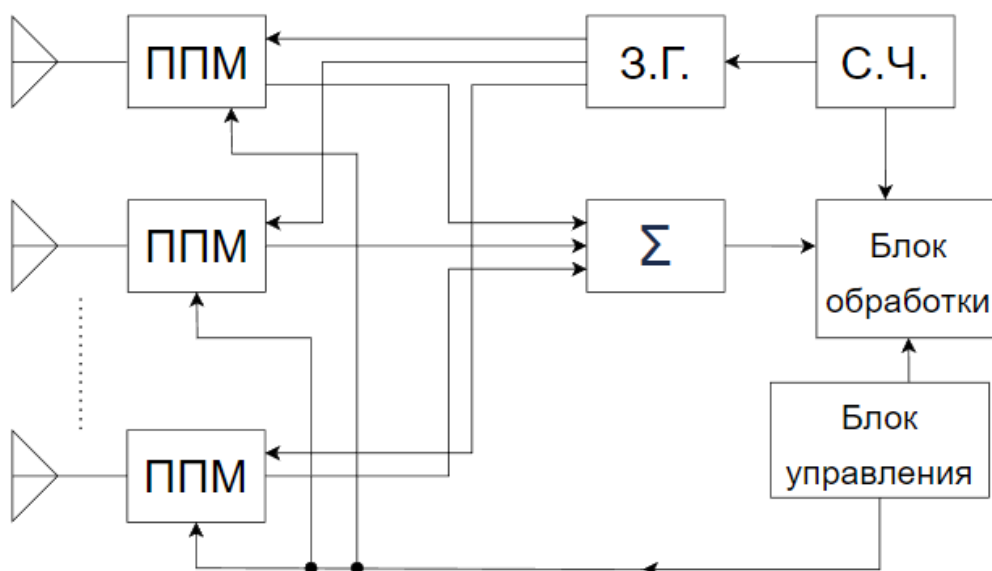 ППМ
З.Г.
С.Ч.
ППМ
Σ
Блок
обработки
Блок
управления
ППМ